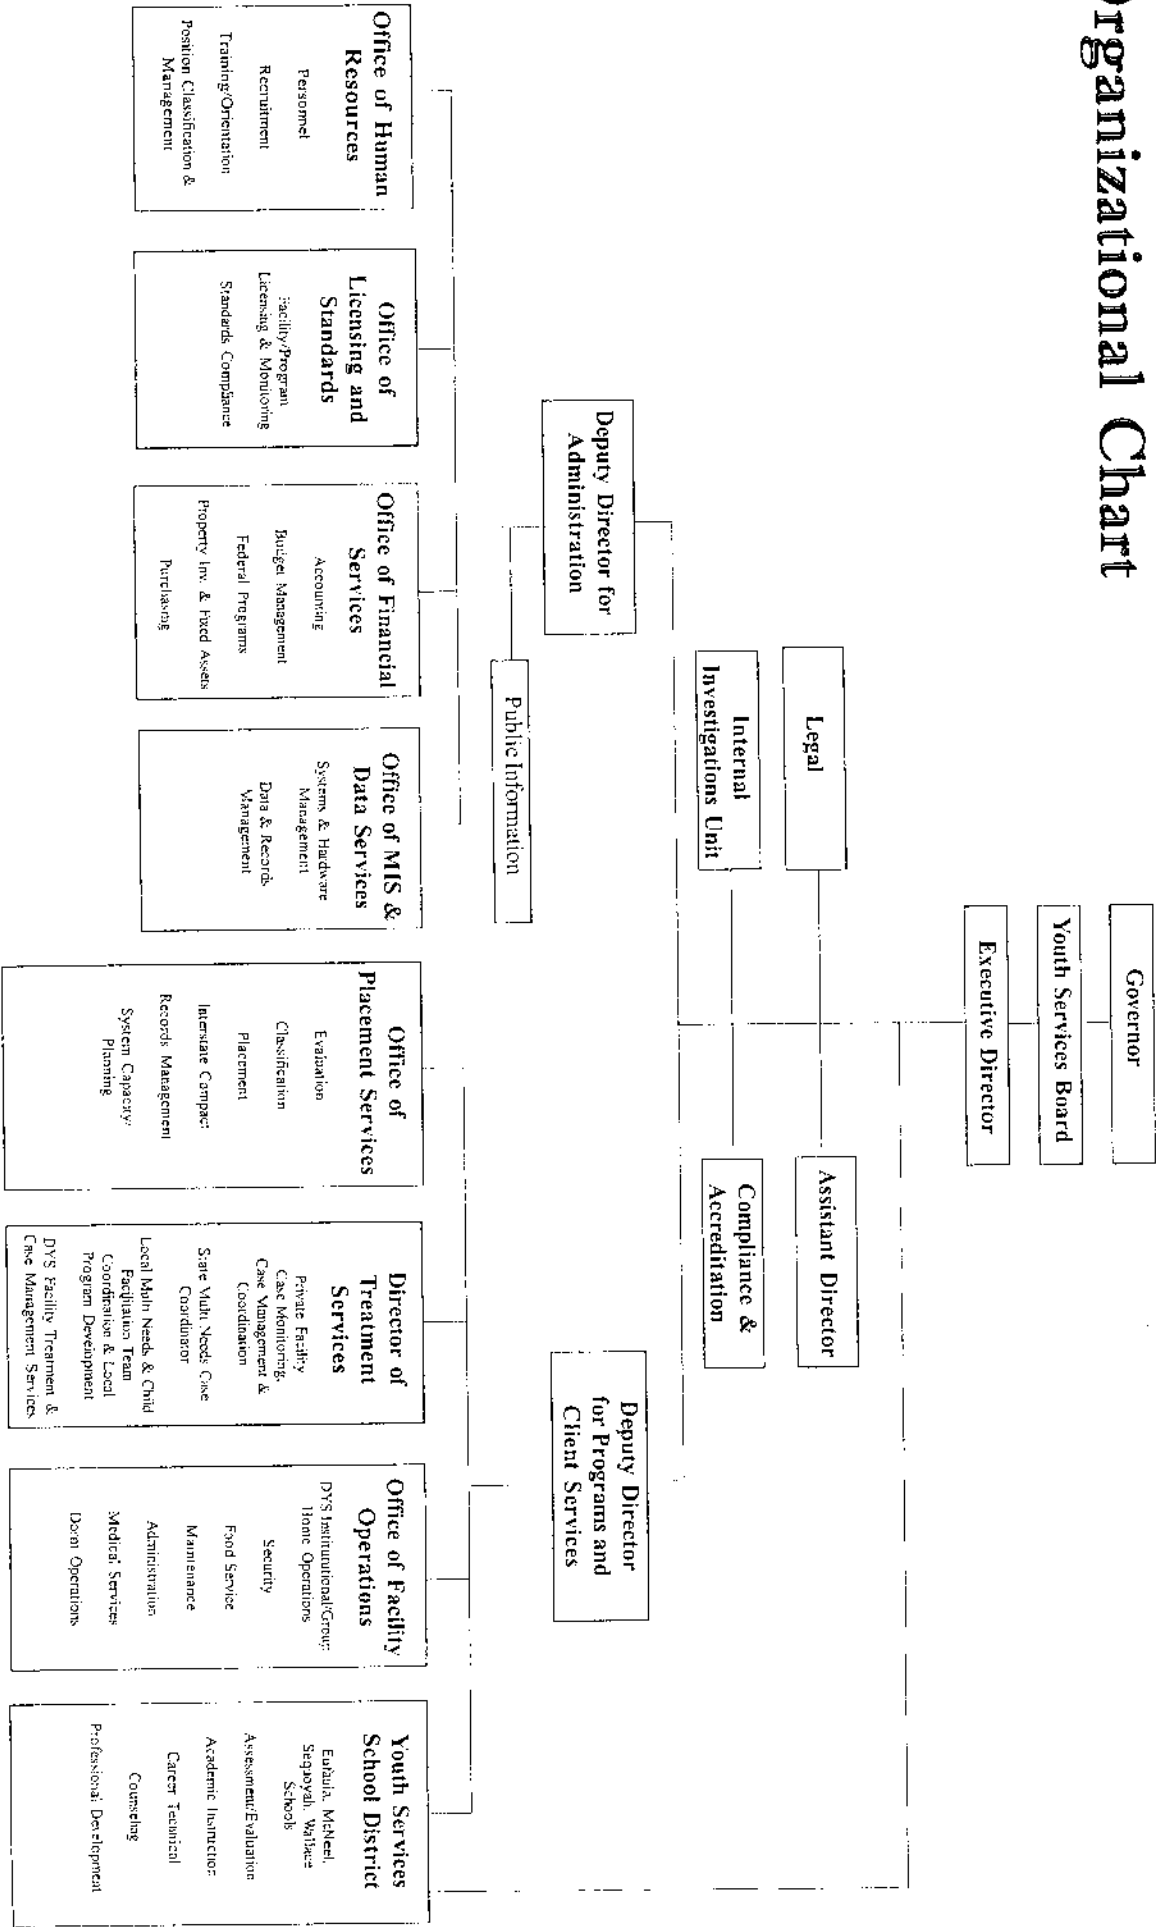 rganizational Chart
Governor
Youth Services Board
Executive Director
Legal
Assistant Director
Internal
Investigations Unit
Compliance &
Accreditation
Deputy Director for
Administration
Deputy Director
for Programs and
Client Services
Public Information
Office of Human
Resources
Personnel
Recruitment
Training/Orientation
Position Classification &
Management
Office of
Licensing and
Standards
Facility/Program
Licensing & Monitoring
Standards Compliance
Office of Financial
Services
Accounting
Budget Management
Federal Programs
Property Inv. & Fixed Assets
Purchasing
Office of MIS &
Data Services
Systems & Hardware
Management
Data & Records
Management
Office of
Placement Services
Evaluation
Classification
Placement
Interstate Compact
Records Management
System Capacity
Planning
Director of
Treatment
Services
Private Facility
Case Monitoring,
Case Management &
Coordination
State Multi Needs Case
Coordinator
Local Multi Needs & Child
Facilitation Team
Coordination & Local
Program Development
DYS Facility Treatment &
Case Management Services
Office of Facility
Operations
DYS Institutional/Group
Home Operations
Security
Food Service
Maintenance
Administration
Medical Services
Dorm Operations
Youth Services
School District
Eufaula, McNeel,
Sequoyah, Wallace
Schools
Assessment/Evaluation
Academic Instruction
Career Technical
Counseling
Professional Development